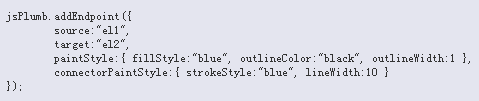 jsPlumb.addEndpoint({
source:"el1",
target:"el2",
paintStyle:{ fillStyle:"blue", outlineColor:"black", outlineWidth:1 },
connectorPaintStyle:{ strokeStyle:"blue", lineWidth:10 }
});